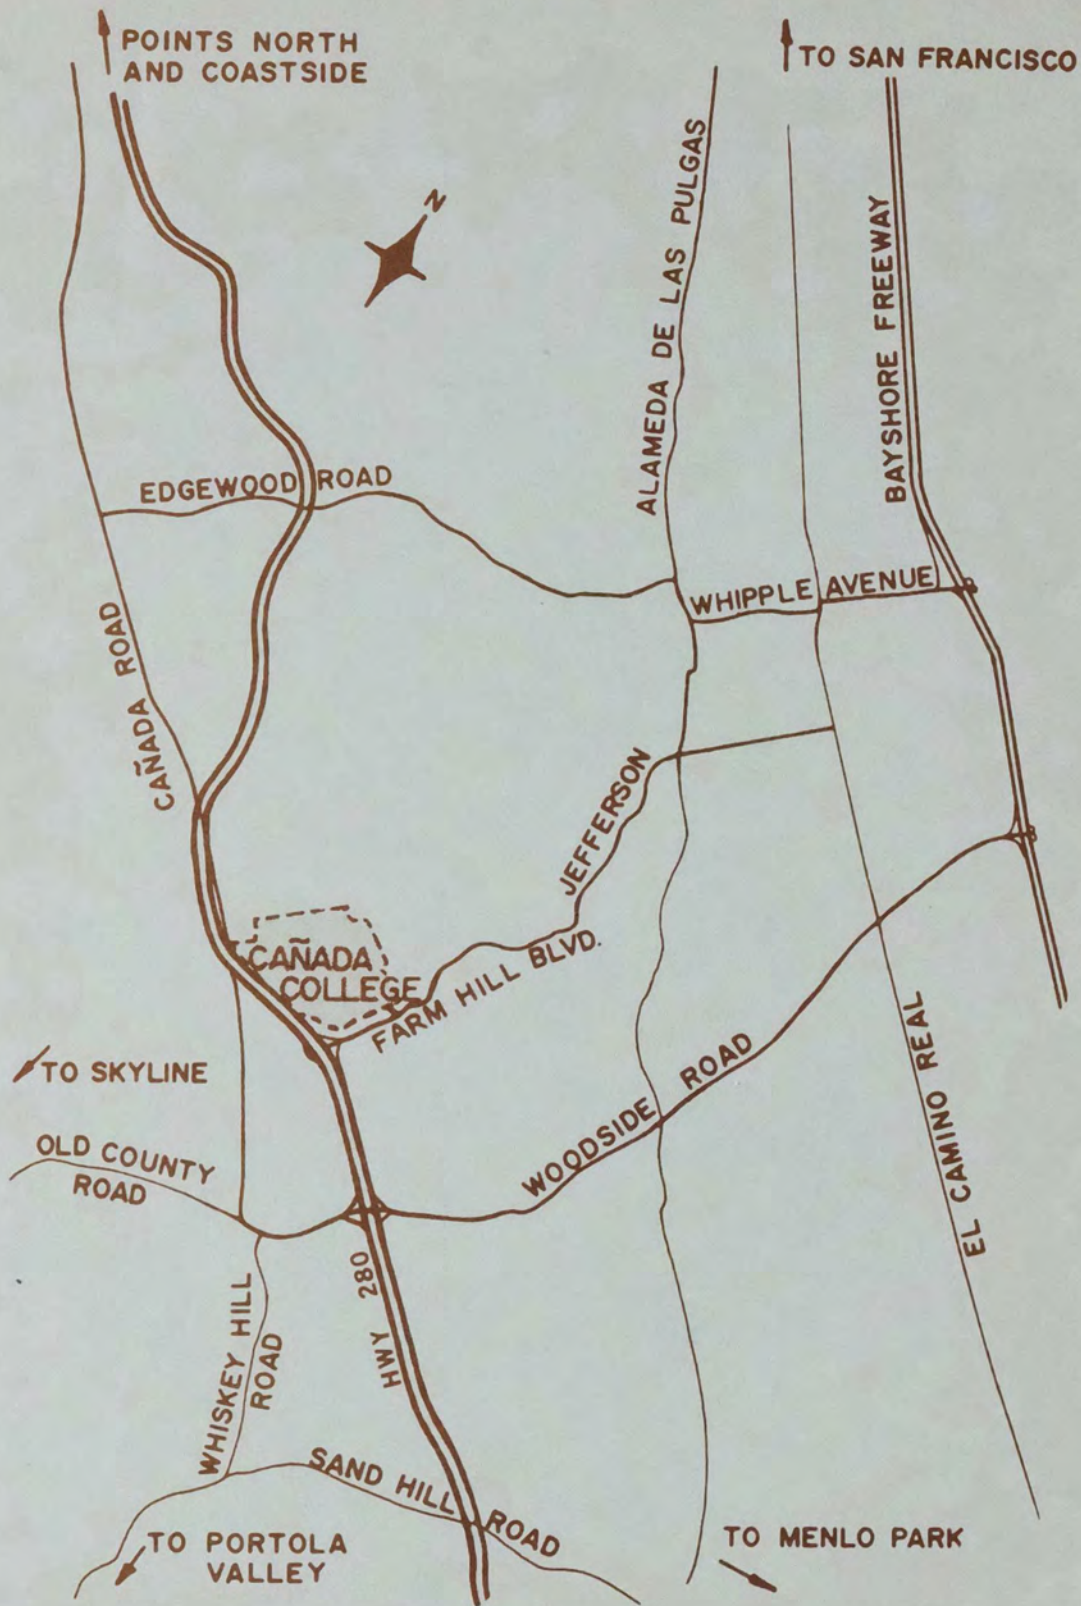 POINTS NORTH
AND COASTSIDE
TO SAN FRANCISCO
N
ALAMEDA DE LAS PULGAS
BAYSHORE FREEWAY
EDGEWOOD ROAD
WHIPPLE AVENUE
CAÑADA ROAD
JEFFERSON
CAÑADA
COLLEGE
FARM HILL BLVD.
TO SKYLINE
WOODSIDE ROAD
EL CAMINO REAL
OLD COUNTY
ROAD
HWY 280
WHISKEY HILL
ROAD
SAND HILL ROAD
TO PORTOLA
VALLEY
TO MENLO PARK